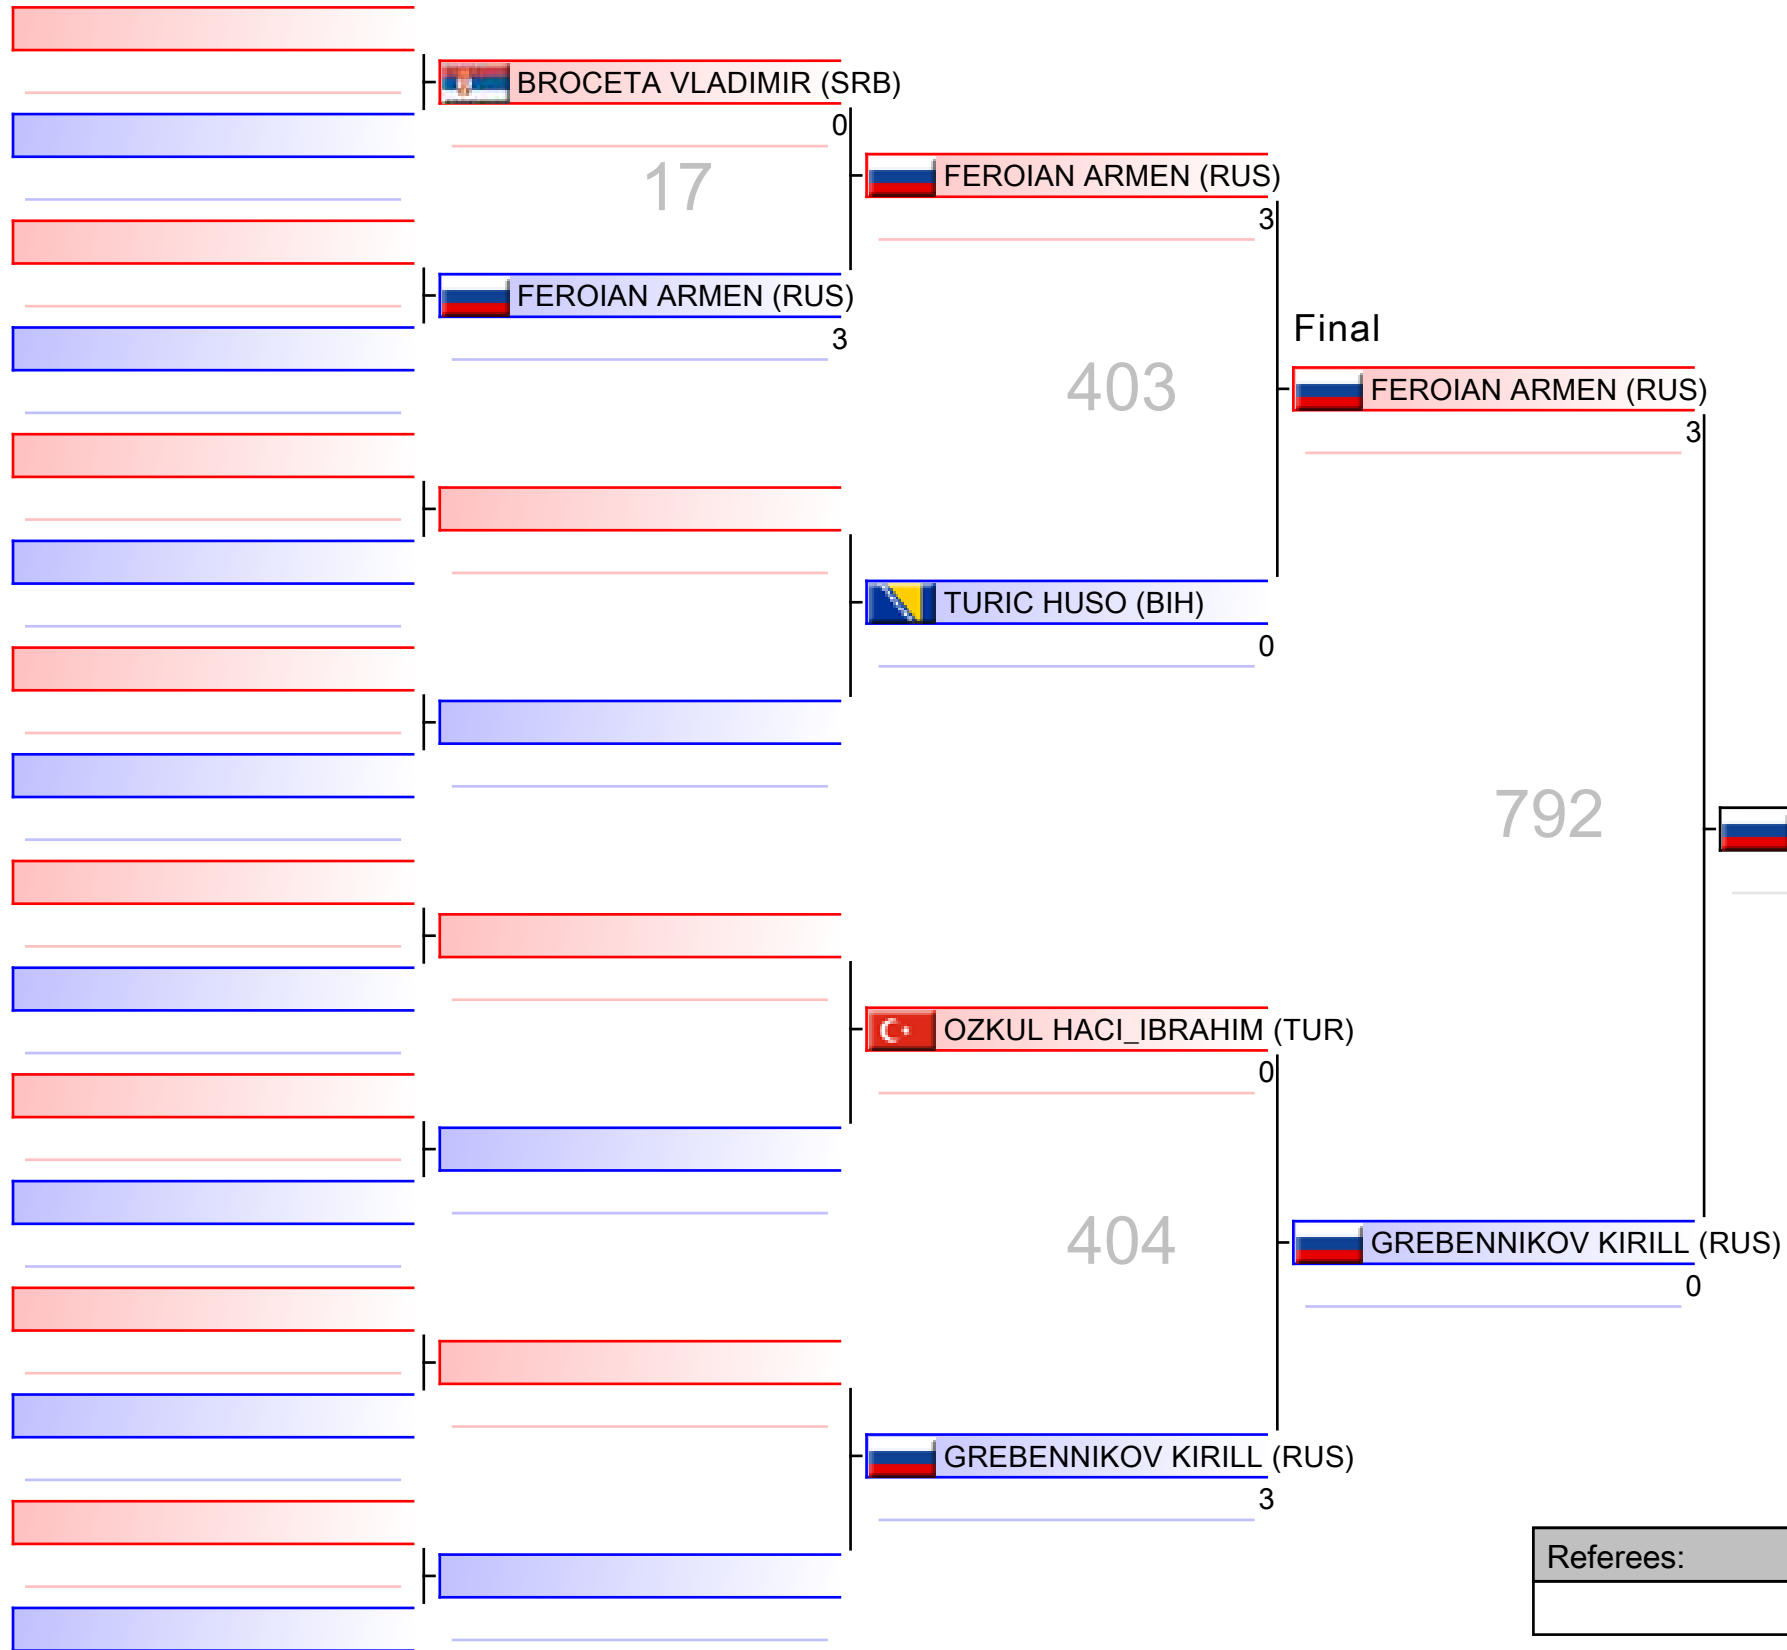 BROCETA VLADIMIR (SRB)
0
17
FEROIAN ARMEN (RUS)
3
FEROIAN ARMEN (RUS)
3
403
TURIC HUSO (BIH)
0
Final
FEROIAN ARMEN (RUS)
3
792
OZKUL HACI_IBRAHIM (TUR)
0
404
GREBENNIKOV KIRILL (RUS)
3
GREBENNIKOV KIRILL (RUS)
0
Referees: